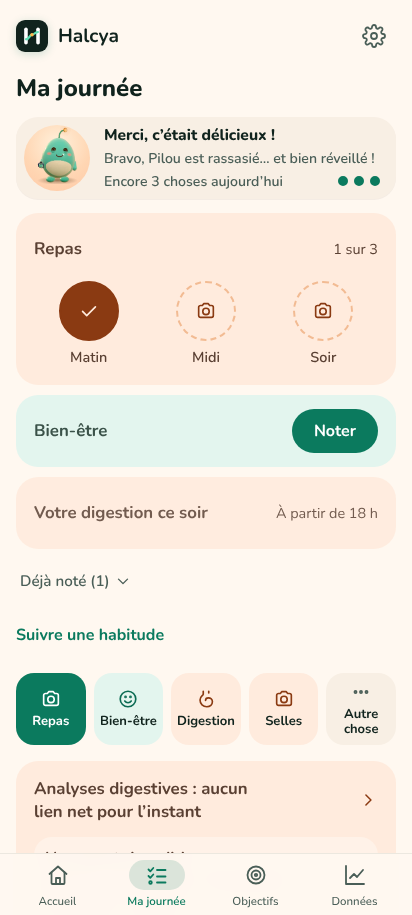 Halcya
Ma journée
Merci, c’était délicieux !
Bravo, Pilou est rassasié… et bien réveillé !
Encore 3 choses aujourd’hui
Repas
1 sur 3
Matin
Midi
Soir
Bien-être
Noter
Votre digestion ce soir
À partir de 18 h
Déjà noté (1)
Suivre une habitude
Repas
Bien-être
Digestion
Selles
Autre
chose
Analyses digestives : aucun
lien net pour l’instant
Accueil
Ma journée
Objectifs
Données